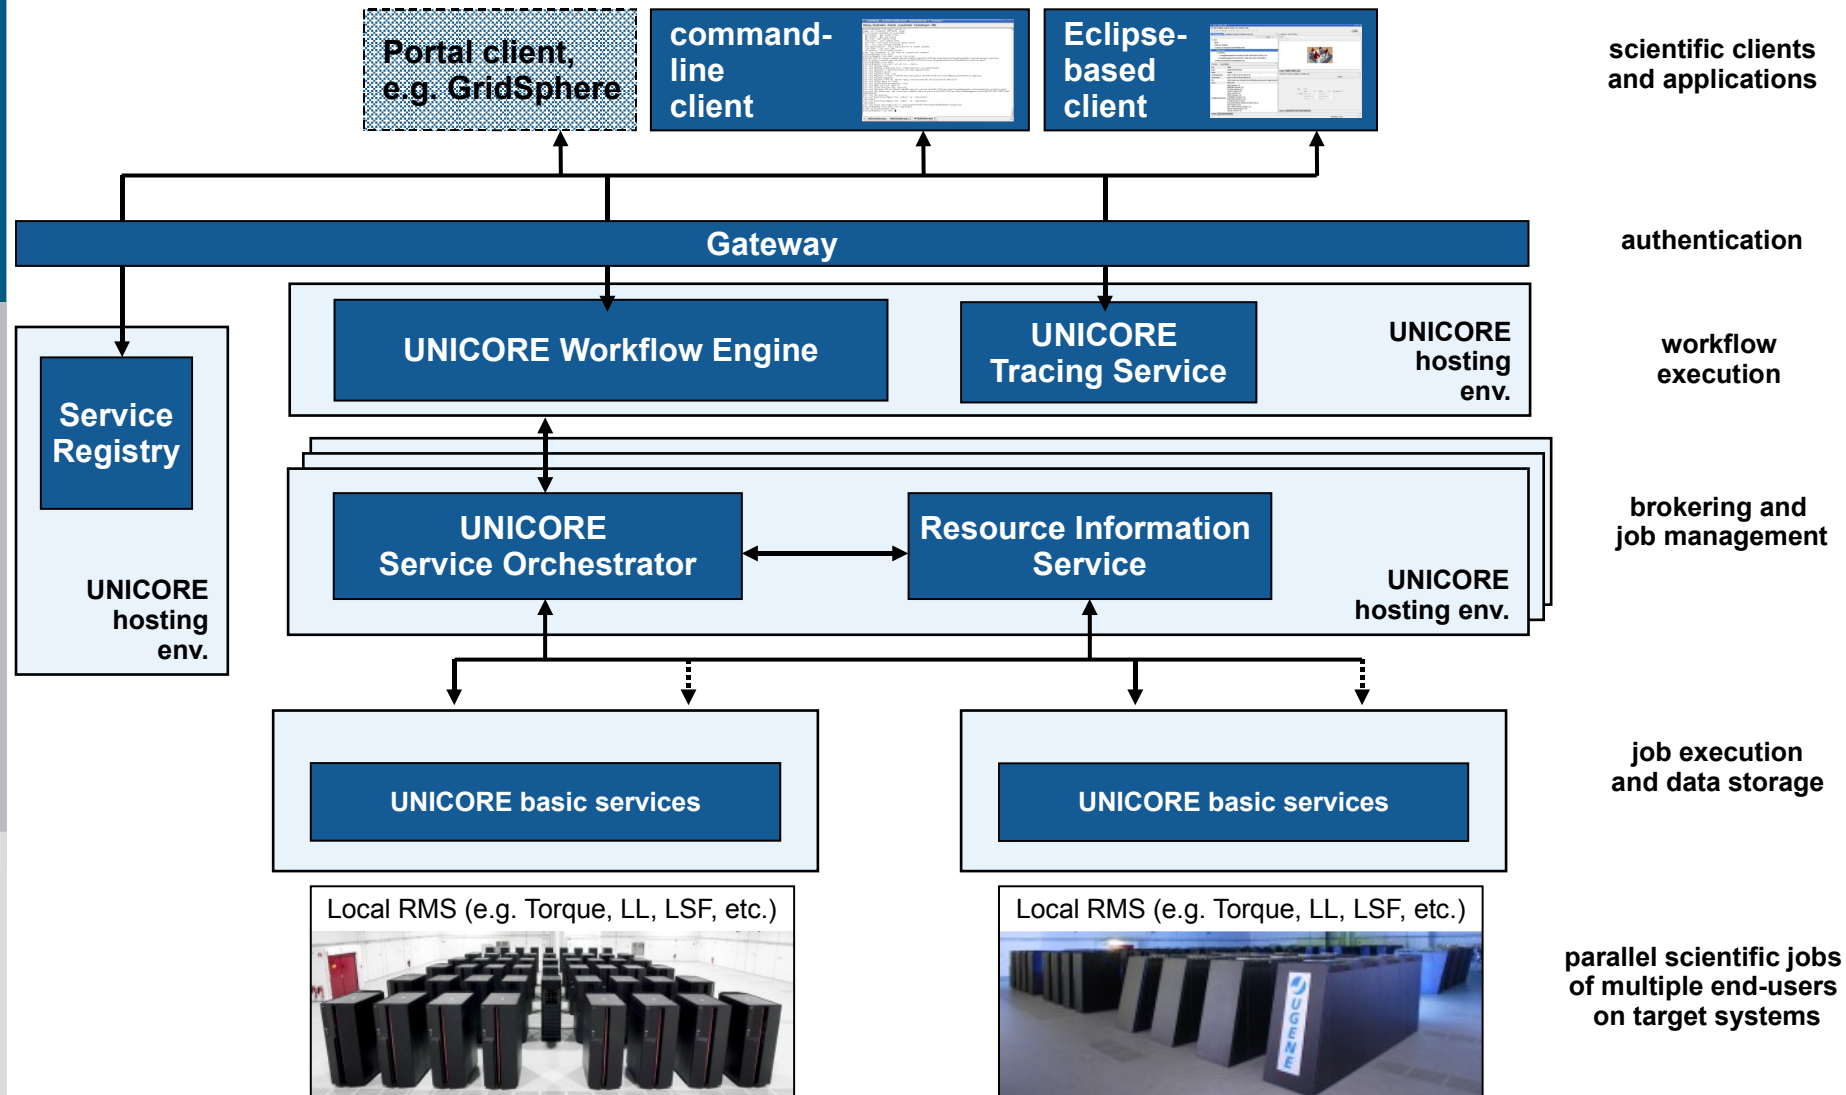 Portal client,
e.g. GridSphere
command-
line
client
Eclipse-
based
client
scientific clients
and applications
Gateway
authentication
UNICORE Workflow Engine
UNICORE
Tracing Service
UNICORE
hosting
env.
workflow
execution
Service
Registry
UNICORE
hosting
env.
UNICORE
Service Orchestrator
Resource Information
Service
UNICORE
hosting env.
brokering and
job management
UNICORE basic services
UNICORE basic services
job execution
and data storage
Local RMS (e.g. Torque, LL, LSF, etc.)
Local RMS (e.g. Torque, LL, LSF, etc.)
JUGENE
parallel scientific jobs
of multiple end-users
on target systems